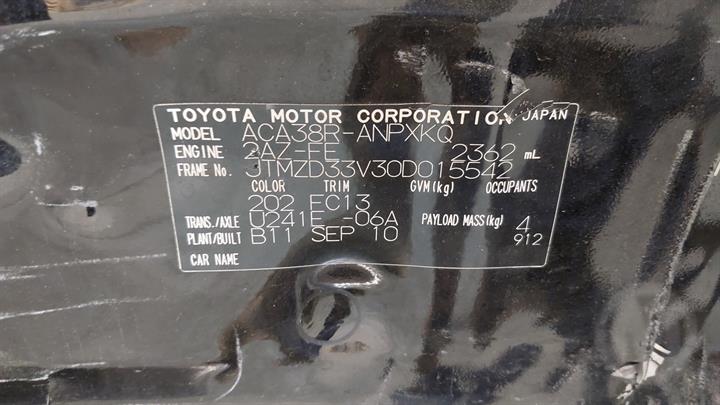 TOYOTA MOTOR CORPORATION JAPAN
MODEL ACA38R-ANPXKQ
ENGINE 2AZ-FE 2362 mL
FRAME No. JTMZD33V30D015542
COLOR TRIM GVM(kg) OCCUPANTS
202 FC13
TRANS./AXLE U241E -06A PAYLOAD MASS(kg) 4
PLANT/BUILT B11 SEP 10 912
CAR NAME